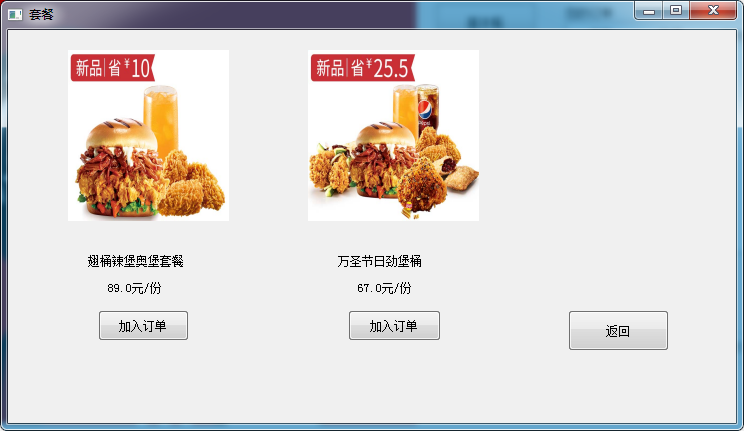 套餐
新品|省¥10
新品|省¥25.5
pepsi
翅桶辣堡奥堡套餐
万圣节日劲堡桶
89.0元/份
67.0元/份
加入订单
加入订单
返回